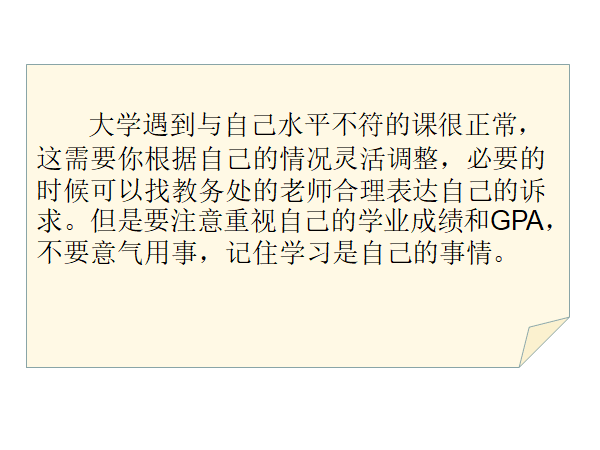 大学遇到与自己水平不符的课很正常，
这需要你根据自己的情况灵活调整，必要的
时候可以找教务处的老师合理表达自己的诉
求。但是要注意重视自己的学业成绩和GPA，
不要意气用事，记住学习是自己的事情。